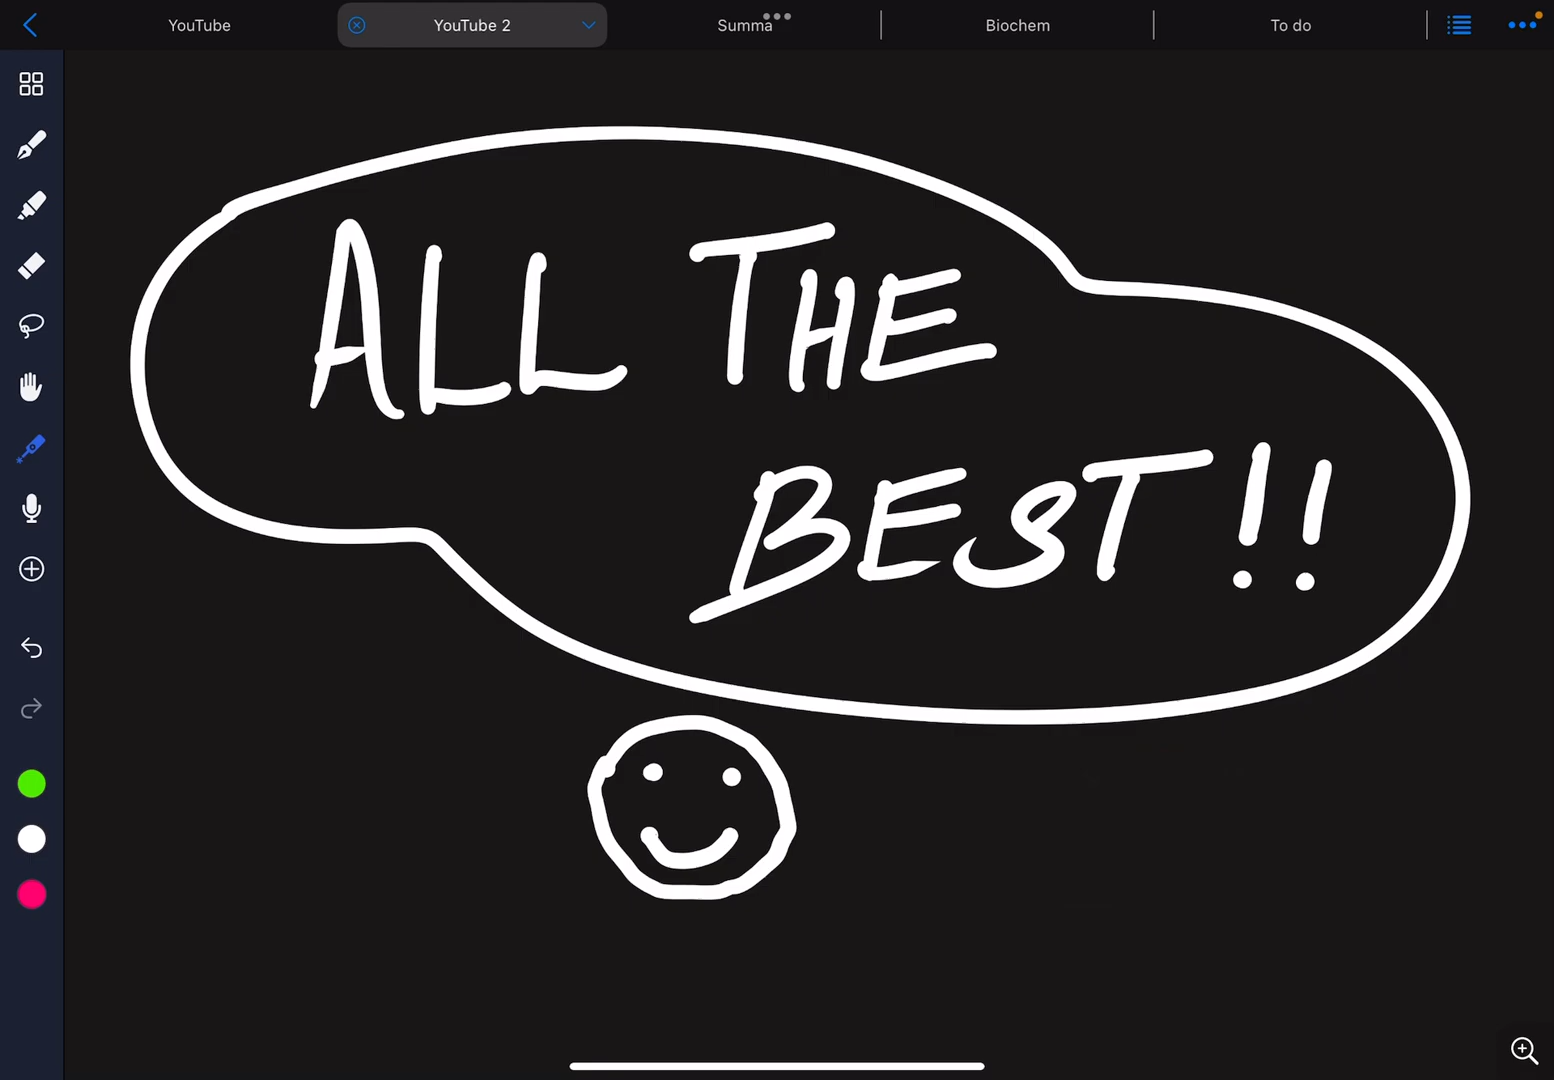 YouTube
YouTube 2
Summa
Biochem
To do
ALL THE
BEST!!